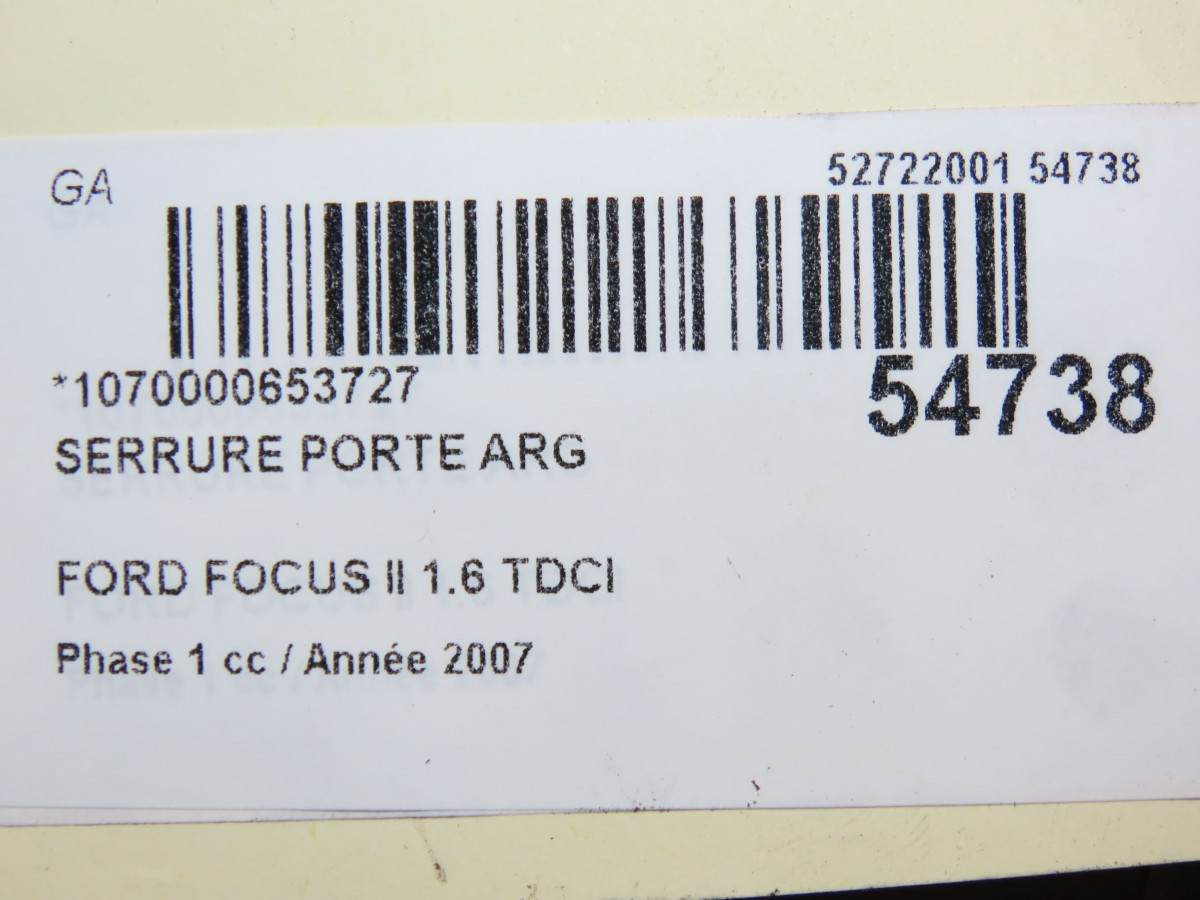 GA
52722001 54738
*1070000653727
54738
SERRURE PORTE ARG
FORD FOCUS II 1.6 TDCI
Phase 1 cc / Année 2007